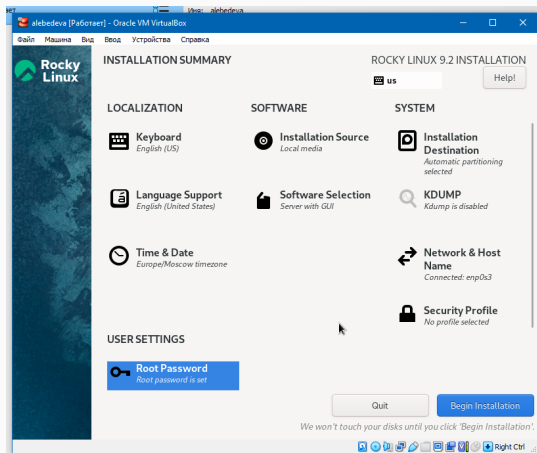 Имя: alebedeva
alebedeva [Работает] - Oracle VM VirtualBox
Файл Машина Вид Ввод Устройства Справка
Rocky
Linux
INSTALLATION SUMMARY
ROCKY LINUX 9.2 INSTALLATION
us
Help!
LOCALIZATION
Keyboard
English (US)
Language Support
English (United States)
Time & Date
Europe/Moscow timezone
SOFTWARE
Installation Source
Local media
Software Selection
Server with GUI
SYSTEM
Installation
Destination
Automatic partitioning
selected
KDUMP
Kdump is disabled
Network & Host
Name
Connected: enp0s3
Security Profile
No profile selected
USER SETTINGS
Root Password
Root password is set
Quit
Begin Installation
We won't touch your disks until you click 'Begin Installation'.
Right Ctrl